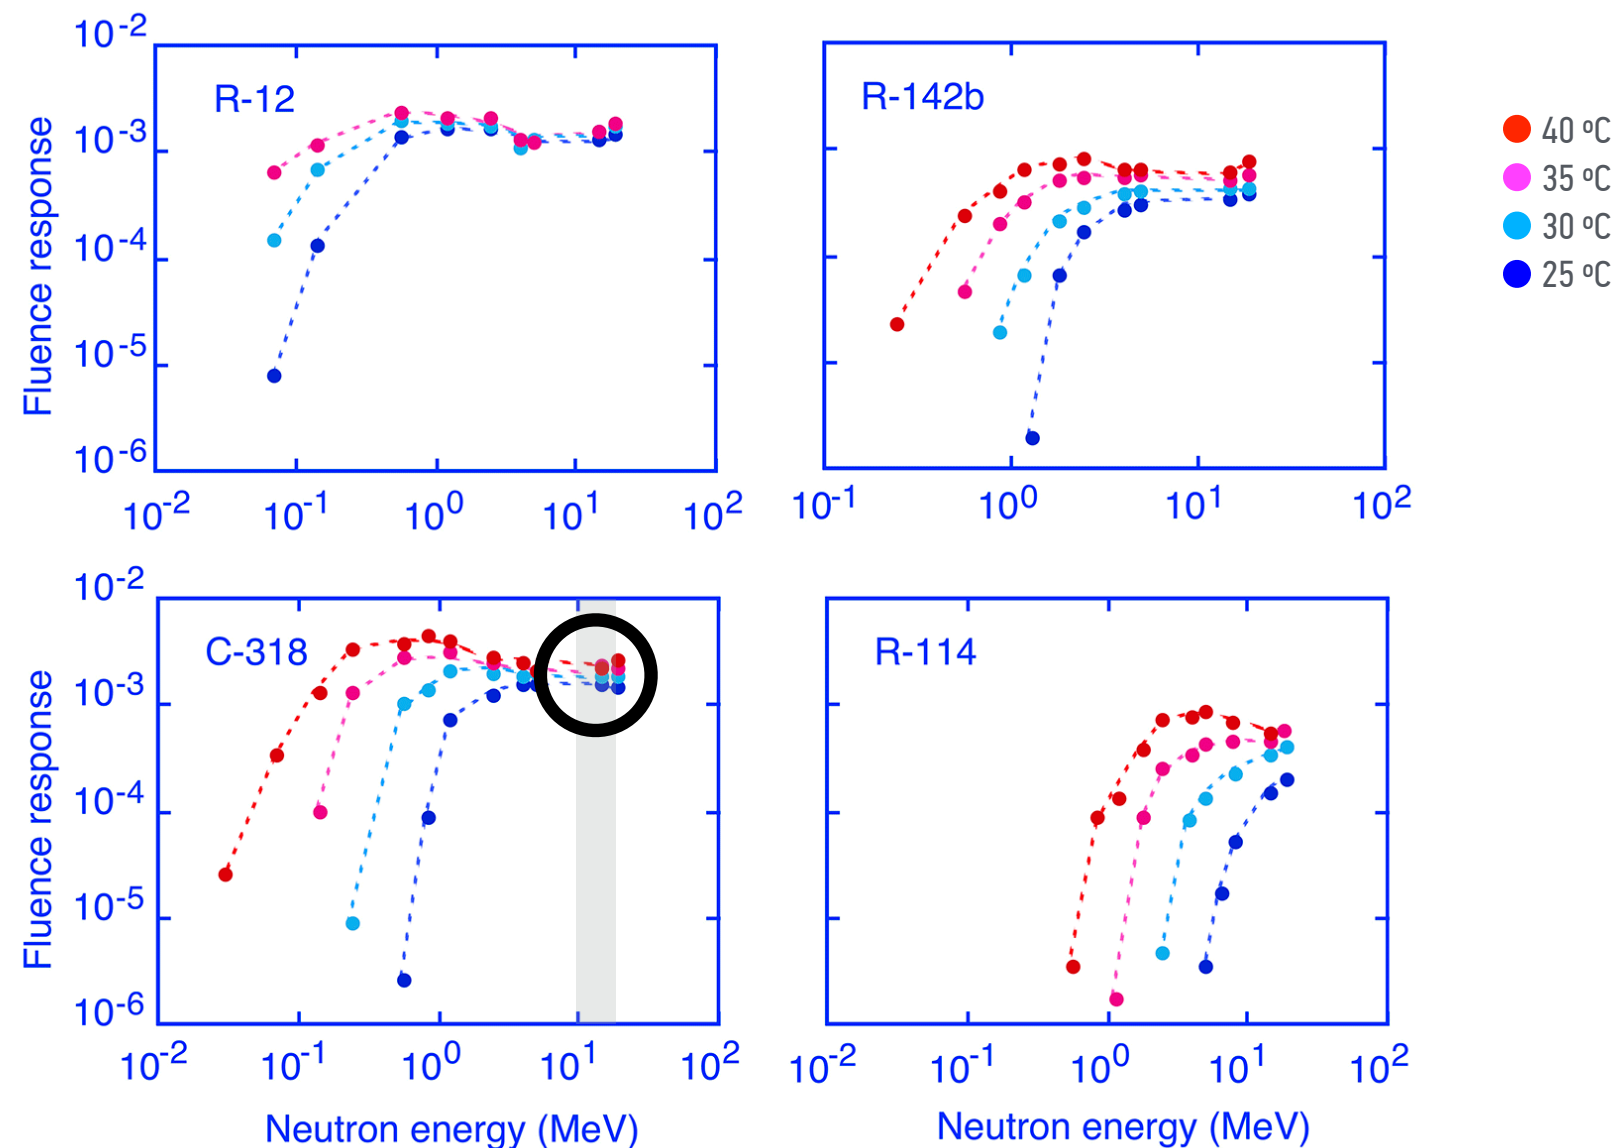 10-2
R-12
10-3
10-4
10-5
10-6
Fluence response
10-2 10-1 100 101 102
R-142b
10-1 100 101 102
40 ºC
35 ºC
30 ºC
25 ºC
10-2
C-318
10-3
10-4
10-5
10-6
Fluence response
10-2 10-1 100 101 102
Neutron energy (MeV)
R-114
10-2 10-1 100 101 102
Neutron energy (MeV)